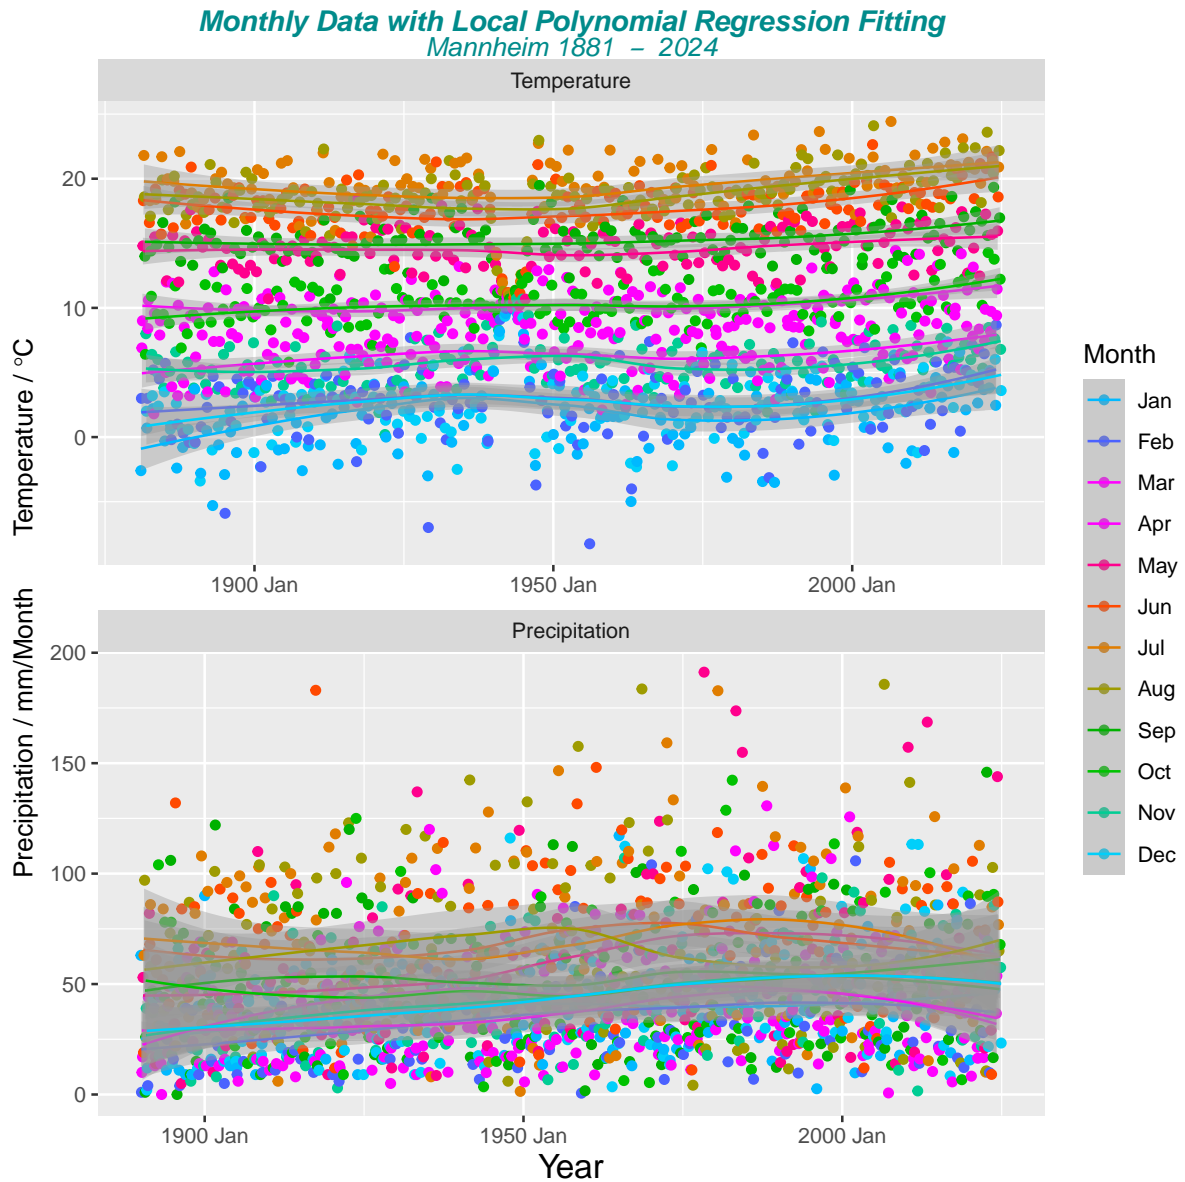 Monthly Data with Local Polynomial Regression Fitting
Mannheim 1881 – 2024
Temperature
Temperature / °C
20
10
0
1900 Jan
1950 Jan
2000 Jan
Precipitation
Precipitation / mm/Month
200
150
100
50
0
1900 Jan
1950 Jan
2000 Jan
Year
Month
Jan
Feb
Mar
Apr
May
Jun
Jul
Aug
Sep
Oct
Nov
Dec